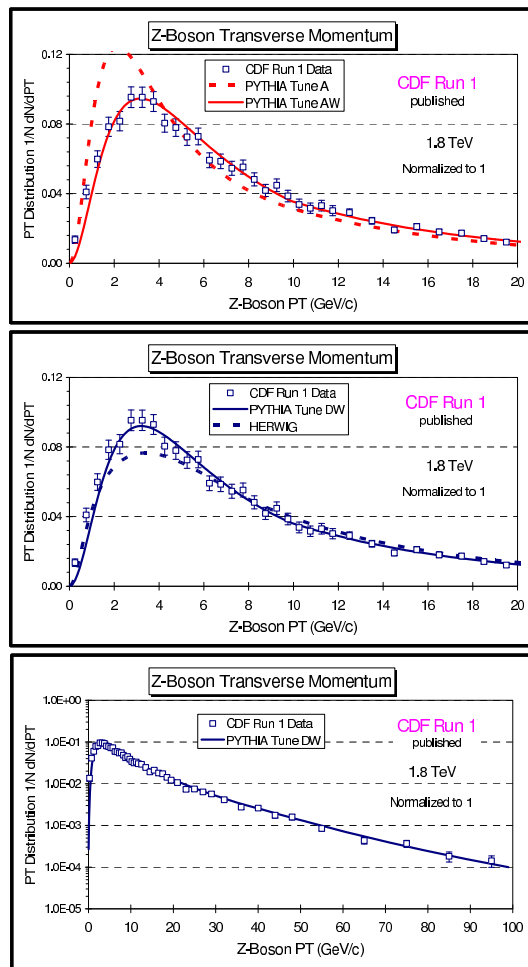 Z-Boson Transverse Momentum
PT Distribution 1/N dN/dPT
0.12
0.08
0.04
0.00
CDF Run 1 Data
PYTHIA Tune A
PYTHIA Tune AW
CDF Run 1
published
1.8 TeV
Normalized to 1
0 2 4 6 8 10 12 14 16 18 20
Z-Boson PT (GeV/c)
Z-Boson Transverse Momentum
PT Distribution 1/N dN/dPT
0.12
0.08
0.04
0.00
CDF Run 1 Data
PYTHIA Tune DW
HERWIG
CDF Run 1
published
1.8 TeV
Normalized to 1
0 2 4 6 8 10 12 14 16 18 20
Z-Boson PT (GeV/c)
Z-Boson Transverse Momentum
PT Distribution 1/N dN/dPT
1.0E+00
1.0E-01
1.0E-02
1.0E-03
1.0E-04
1.0E-05
CDF Run 1 Data
PYTHIA Tune DW
CDF Run 1
published
1.8 TeV
Normalized to 1
0 10 20 30 40 50 60 70 80 90 100
Z-Boson PT (GeV/c)